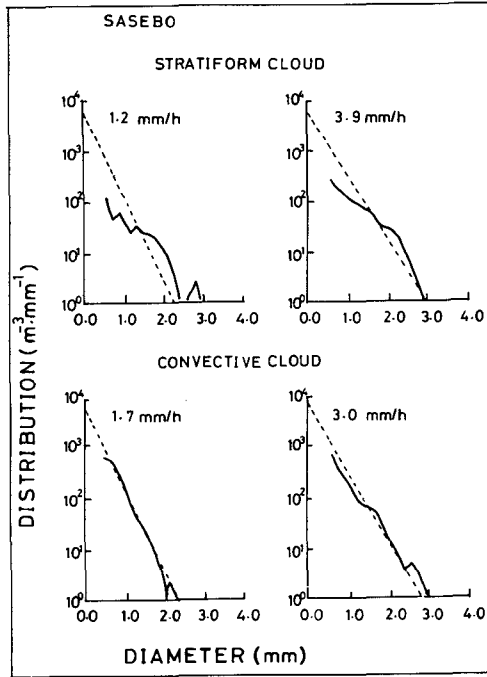 SASEBO
STRATIFORM CLOUD
10⁴
10³
10²
10¹
10⁰
1.2 mm/h
0.0 1.0 2.0 3.0 4.0
10⁴
10³
10²
10¹
10⁰
3.9 mm/h
0.0 1.0 2.0 3.0 4.0
CONVECTIVE CLOUD
10⁴
10³
10²
10¹
10⁰
1.7 mm/h
0.0 1.0 2.0 3.0 4.0
10⁴
10³
10²
10¹
10⁰
3.0 mm/h
0.0 1.0 2.0 3.0 4.0
DISTRIBUTION (m⁻³mm⁻¹)
DIAMETER (mm)